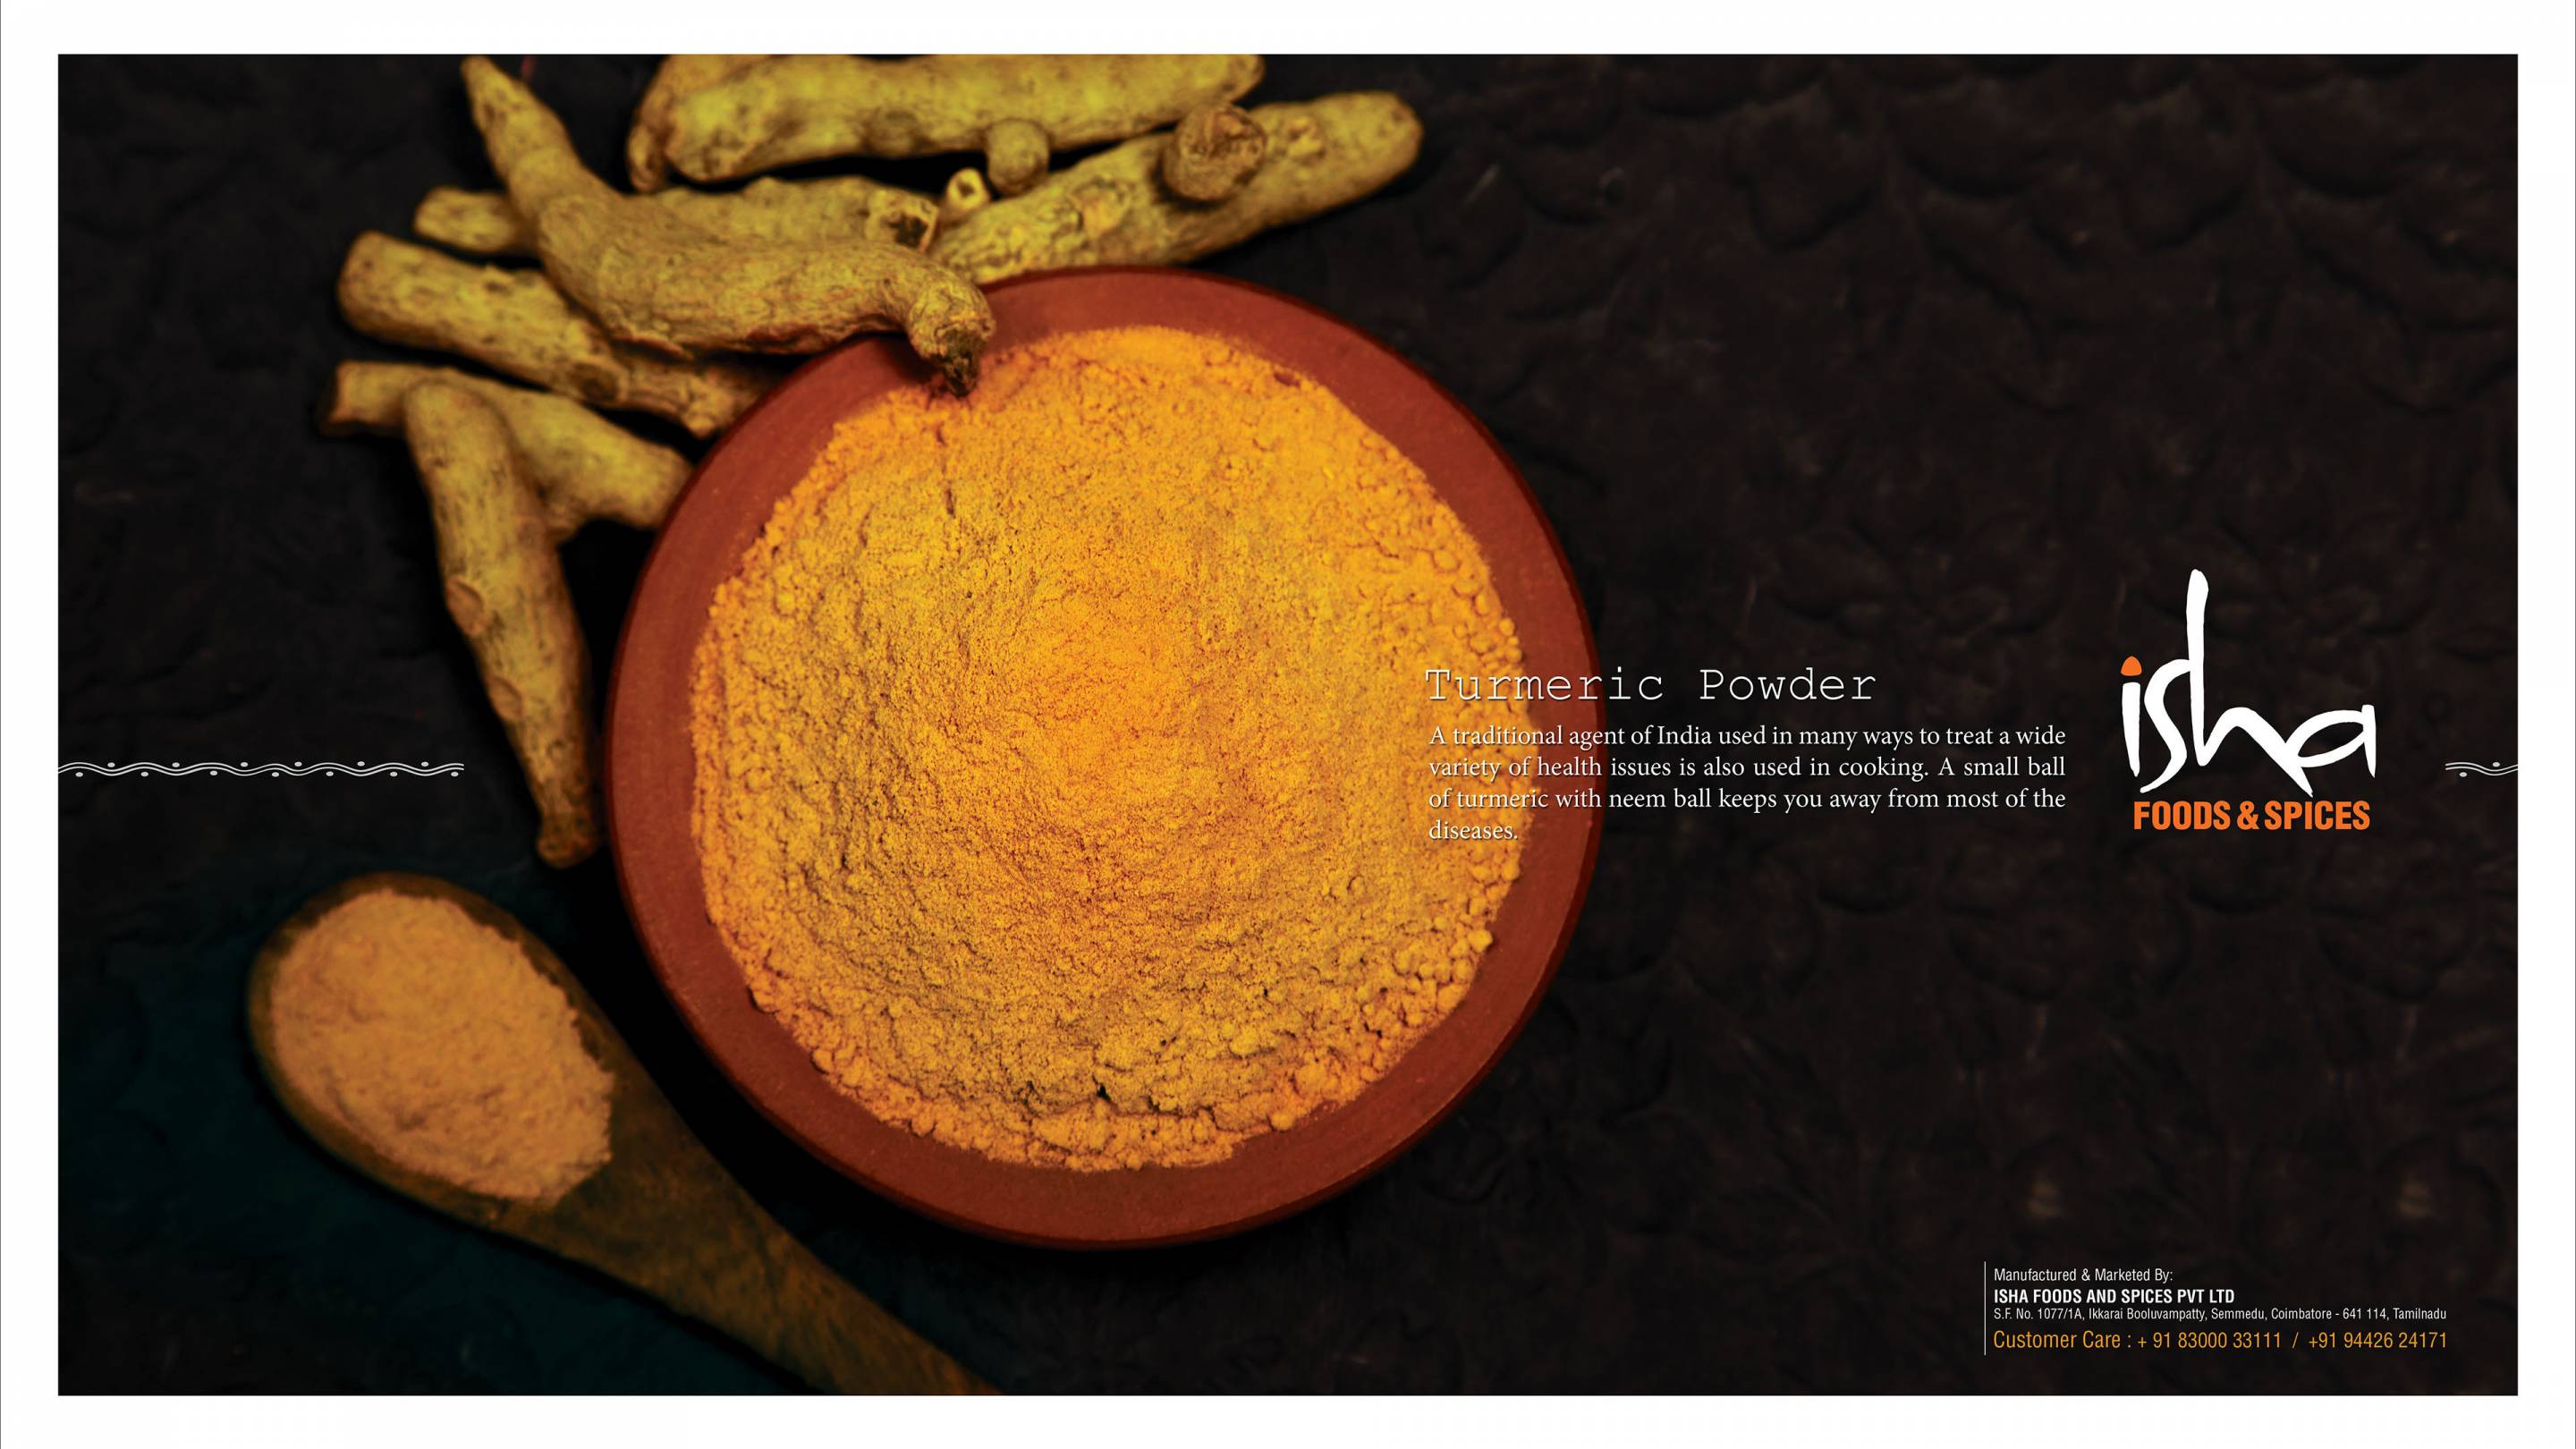 Turmeric Powder
A traditional agent of India used in many ways to treat a wide
variety of health issues is also used in cooking. A small ball
of turmeric with neem ball keeps you away from most of the
diseases.
isha
FOODS & SPICES
Manufactured & Marketed By:
ISHA FOODS AND SPICES PVT LTD
S.F. No. 1077/1A, Ikkarai Booluvampatty, Semmedu, Coimbatore - 641 114, Tamilnadu
Customer Care : + 91 83000 33111 / +91 94426 24171